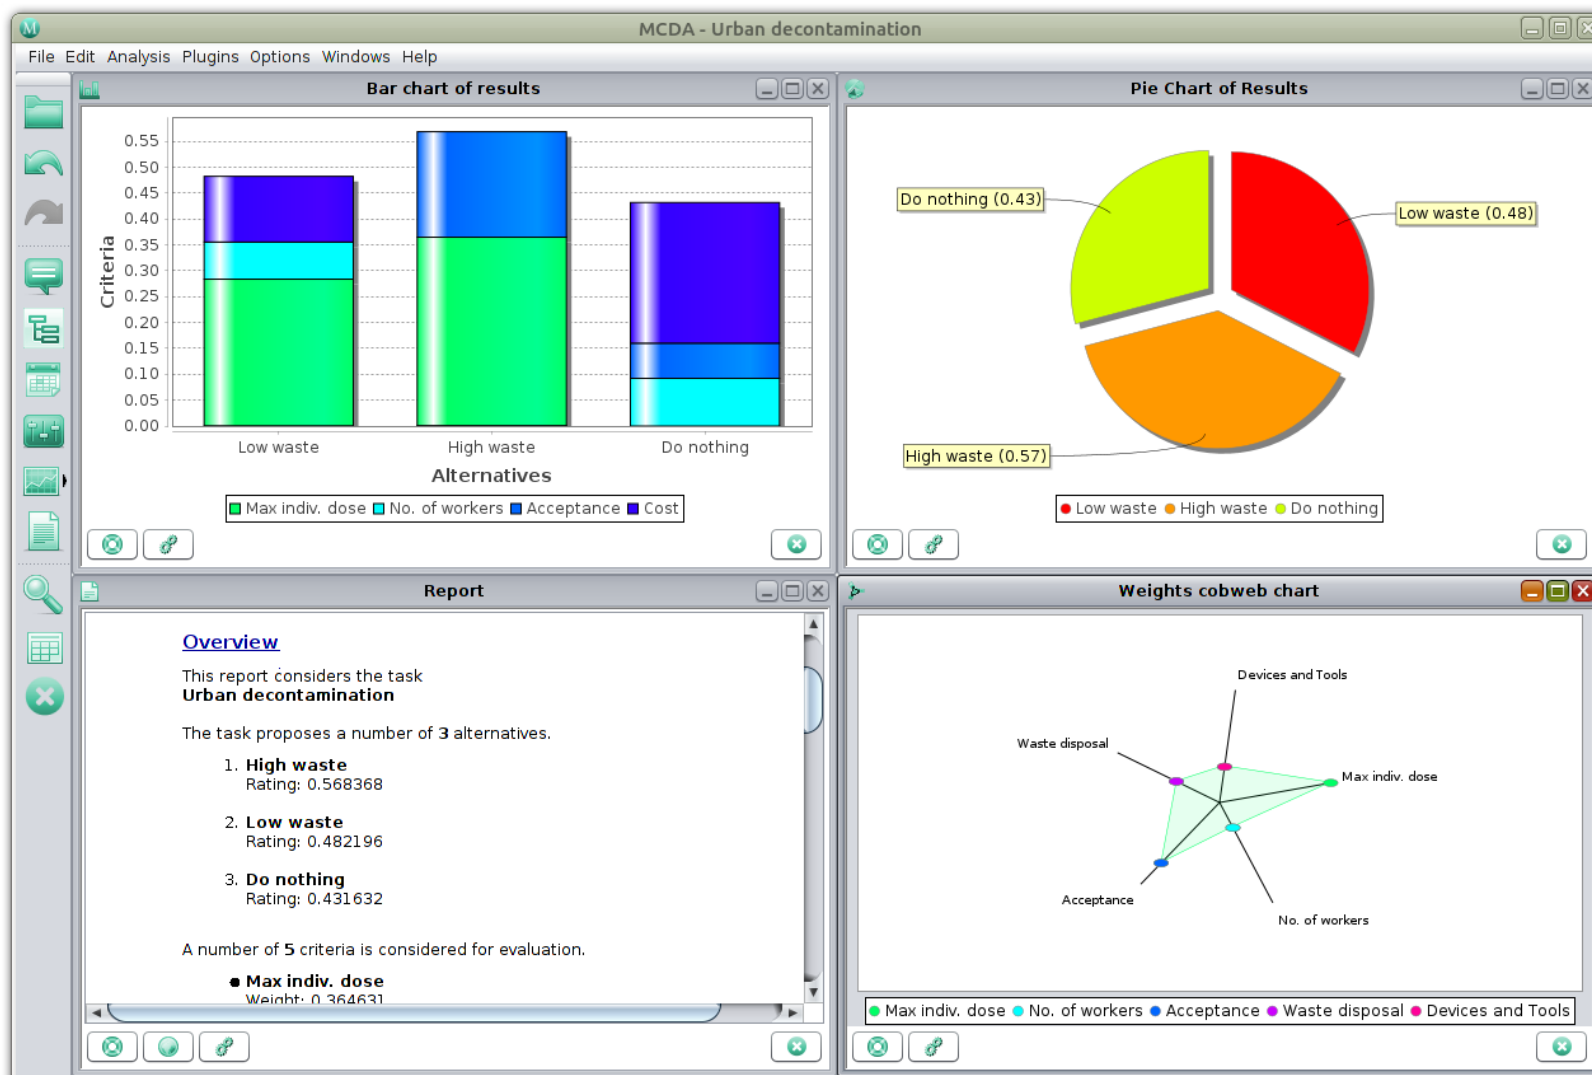 MCDA - Urban decontamination
File Edit Analysis Plugins Options Windows Help
Bar chart of results
0.55
0.50
0.45
0.40
0.35
0.30
0.25
0.20
0.15
0.10
0.05
0.00
Criteria
Low waste High waste Do nothing
Alternatives
Max indiv. dose No. of workers Acceptance Cost
Pie Chart of Results
Do nothing (0.43)
Low waste (0.48)
High waste (0.57)
Low waste High waste Do nothing
Report
Overview
This report considers the task
Urban decontamination
The task proposes a number of 3 alternatives.
1. High waste
Rating: 0.568368
2. Low waste
Rating: 0.482196
3. Do nothing
Rating: 0.431632
A number of 5 criteria is considered for evaluation.
Max indiv. dose
Weight: 0.364631
Weights cobweb chart
Devices and Tools
Waste disposal
Max indiv. dose
Acceptance
No. of workers
Max indiv. dose No. of workers Acceptance Waste disposal Devices and Tools